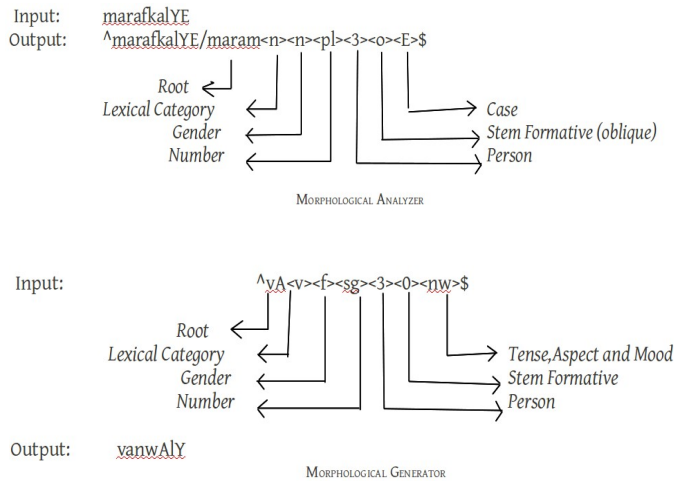 Input: marafkalYE
Output: ^marafkalYE/maram<n><n><pl><3><o><E>$
Root
Lexical Category Case
Gender Stem Formative (oblique)
Number Person
Morphological Analyzer
Input: ^vA<v><f><sg><3><0><nw>$
Root
Lexical Category Tense,Aspect and Mood
Gender Stem Formative
Number Person
Output: vanwAlY
Morphological Generator